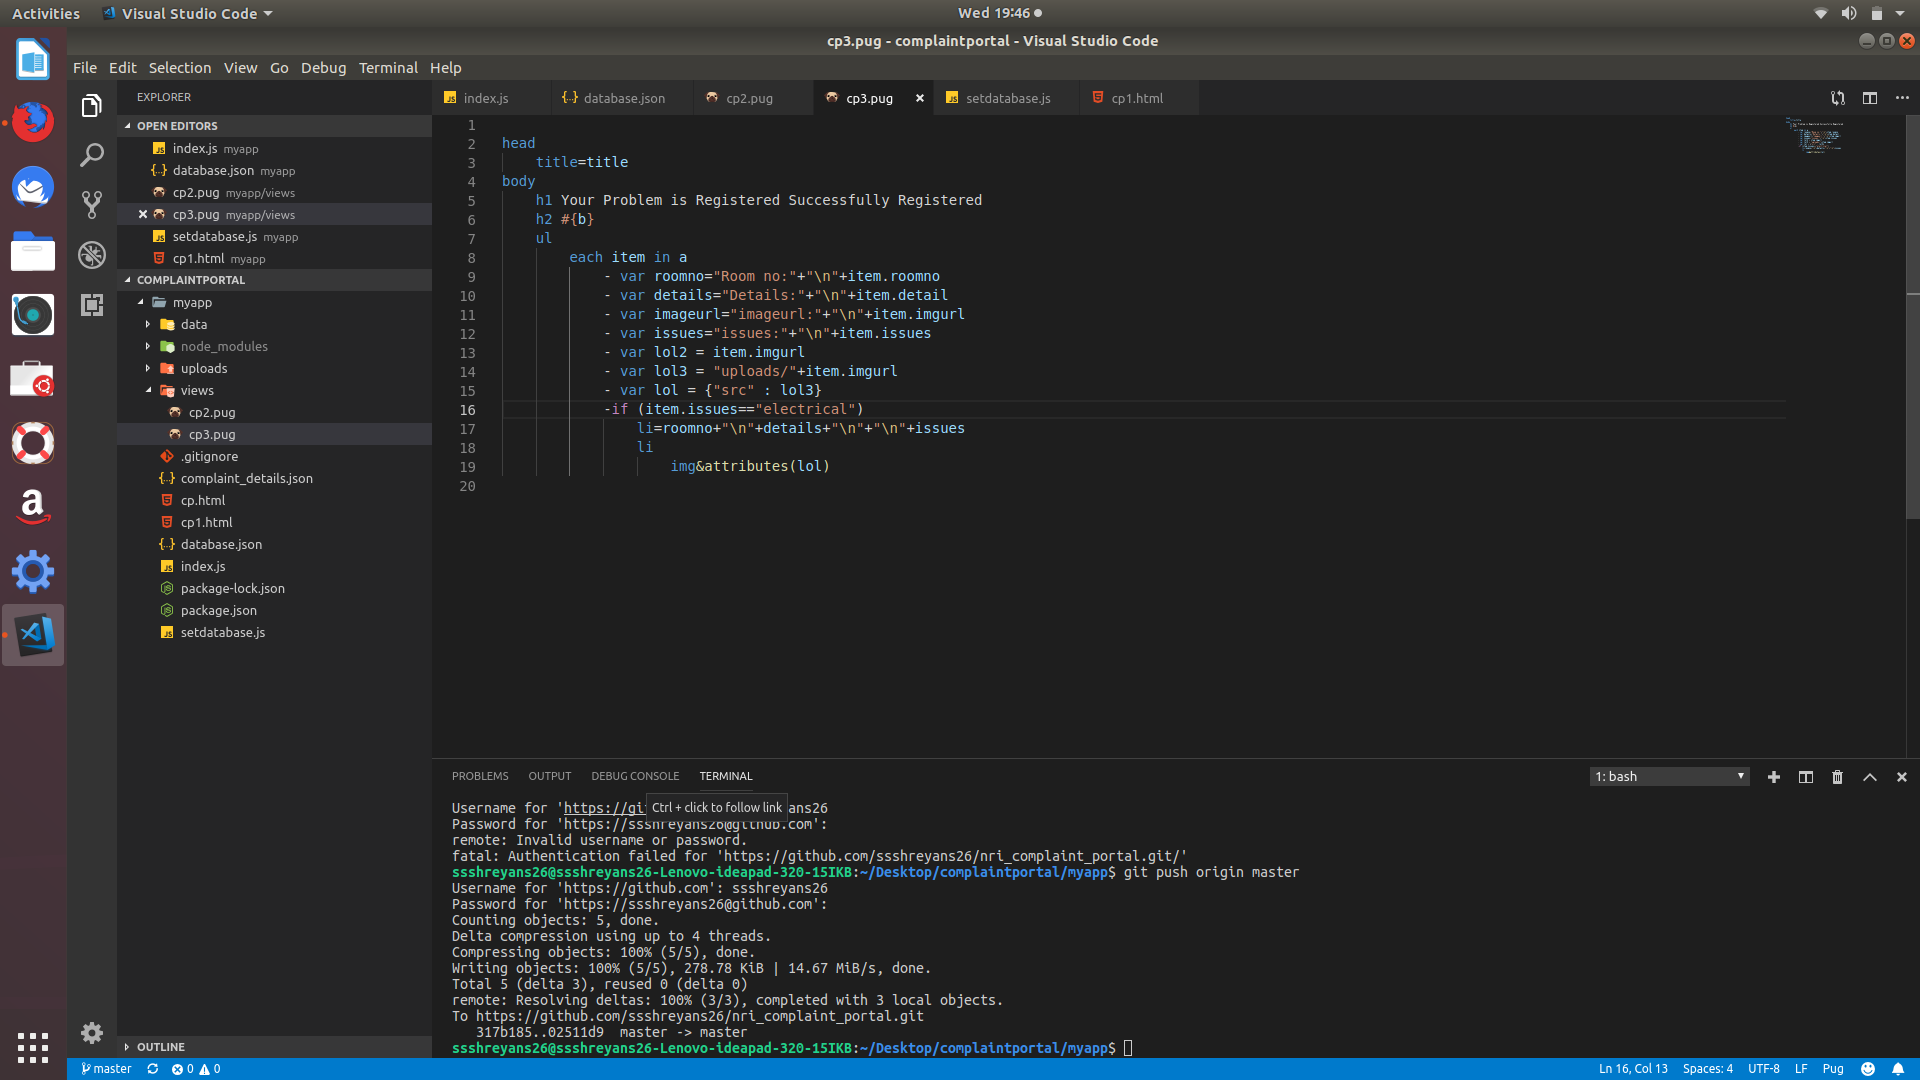 Activities Visual Studio Code Wed 19:46
cp3.pug - complaintportal - Visual Studio Code
File Edit Selection View Go Debug Terminal Help
EXPLORER
OPEN EDITORS
index.js myapp
database.json myapp
cp2.pug myapp/views
cp3.pug myapp/views
setdatabase.js myapp
cp1.html myapp
COMPLAINTPORTAL
myapp
data
node_modules
uploads
views
cp2.pug
cp3.pug
.gitignore
complaint_details.json
cp.html
cp1.html
database.json
index.js
package-lock.json
package.json
setdatabase.js
OUTLINE
index.js database.json cp2.pug cp3.pug setdatabase.js cp1.html
1
2 head
3 title=title
4 body
5 h1 Your Problem is Registered Successfully Registered
6 h2 #{b}
7 ul
8 each item in a
9 - var roomno="Room no:"+"\n"+item.roomno
10 - var details="Details:"+"\n"+item.detail
11 - var imageurl="imageurl:"+"\n"+item.imgurl
12 - var issues="issues:"+"\n"+item.issues
13 - var lol2 = item.imgurl
14 - var lol3 = "uploads/"+item.imgurl
15 - var lol = {"src" : lol3}
16 -if (item.issues=="electrical")
17 li=roomno+"\n"+details+"\n"+"\n"+issues
18 li
19 img&attributes(lol)
20
PROBLEMS OUTPUT DEBUG CONSOLE TERMINAL 1: bash
Username for 'https://gi ans26
Ctrl + click to follow link
Password for 'https://ssshreyans26@github.com':
remote: Invalid username or password.
fatal: Authentication failed for 'https://github.com/ssshreyans26/nri_complaint_portal.git/'
ssshreyans26@ssshreyans26-Lenovo-ideapad-320-15IKB:~/Desktop/complaintportal/myapp$ git push origin master
Username for 'https://github.com': ssshreyans26
Password for 'https://ssshreyans26@github.com':
Counting objects: 5, done.
Delta compression using up to 4 threads.
Compressing objects: 100% (5/5), done.
Writing objects: 100% (5/5), 278.78 KiB | 14.67 MiB/s, done.
Total 5 (delta 3), reused 0 (delta 0)
remote: Resolving deltas: 100% (3/3), completed with 3 local objects.
To https://github.com/ssshreyans26/nri_complaint_portal.git
317b185..02511d9 master -> master
ssshreyans26@ssshreyans26-Lenovo-ideapad-320-15IKB:~/Desktop/complaintportal/myapp$
master 0 0 Ln 16, Col 13 Spaces: 4 UTF-8 LF Pug